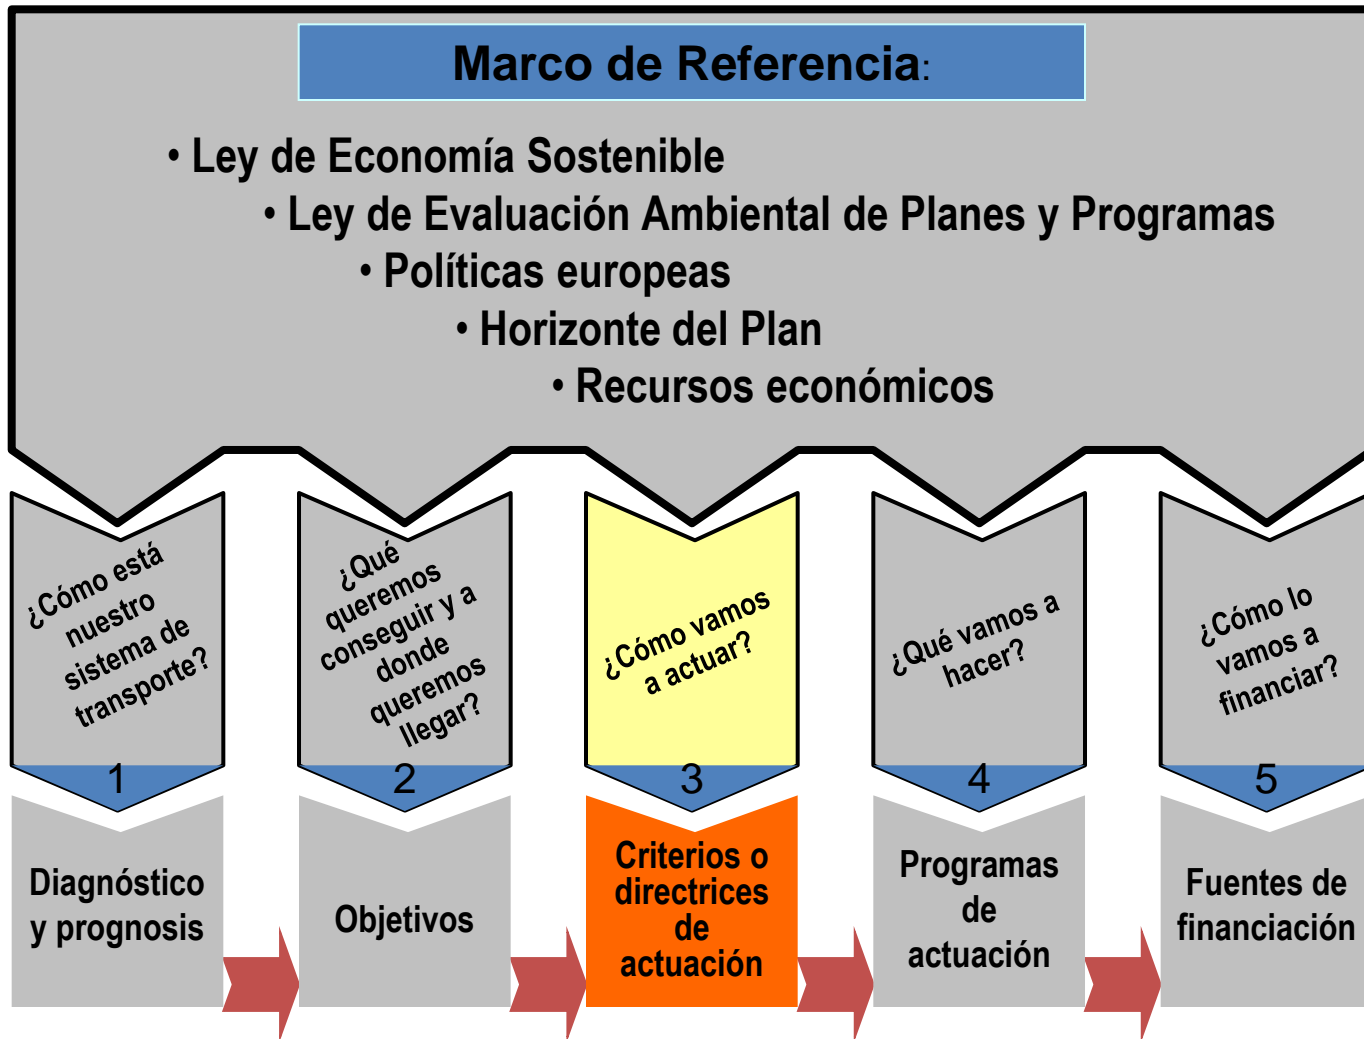 Marco de Referencia:
• Ley de Economía Sostenible
• Ley de Evaluación Ambiental de Planes y Programas
• Políticas europeas
• Horizonte del Plan
• Recursos económicos
¿Cómo está
nuestro
sistema de
transporte?
1
Diagnóstico
y prognosis
¿Qué
queremos
conseguir y a
donde
queremos
llegar?
2
Objetivos
¿Cómo vamos
a actuar?
3
Criterios o
directrices
de
actuación
¿Qué vamos a
hacer?
4
Programas
de
actuación
¿Cómo lo
vamos a
financiar?
5
Fuentes de
financiación